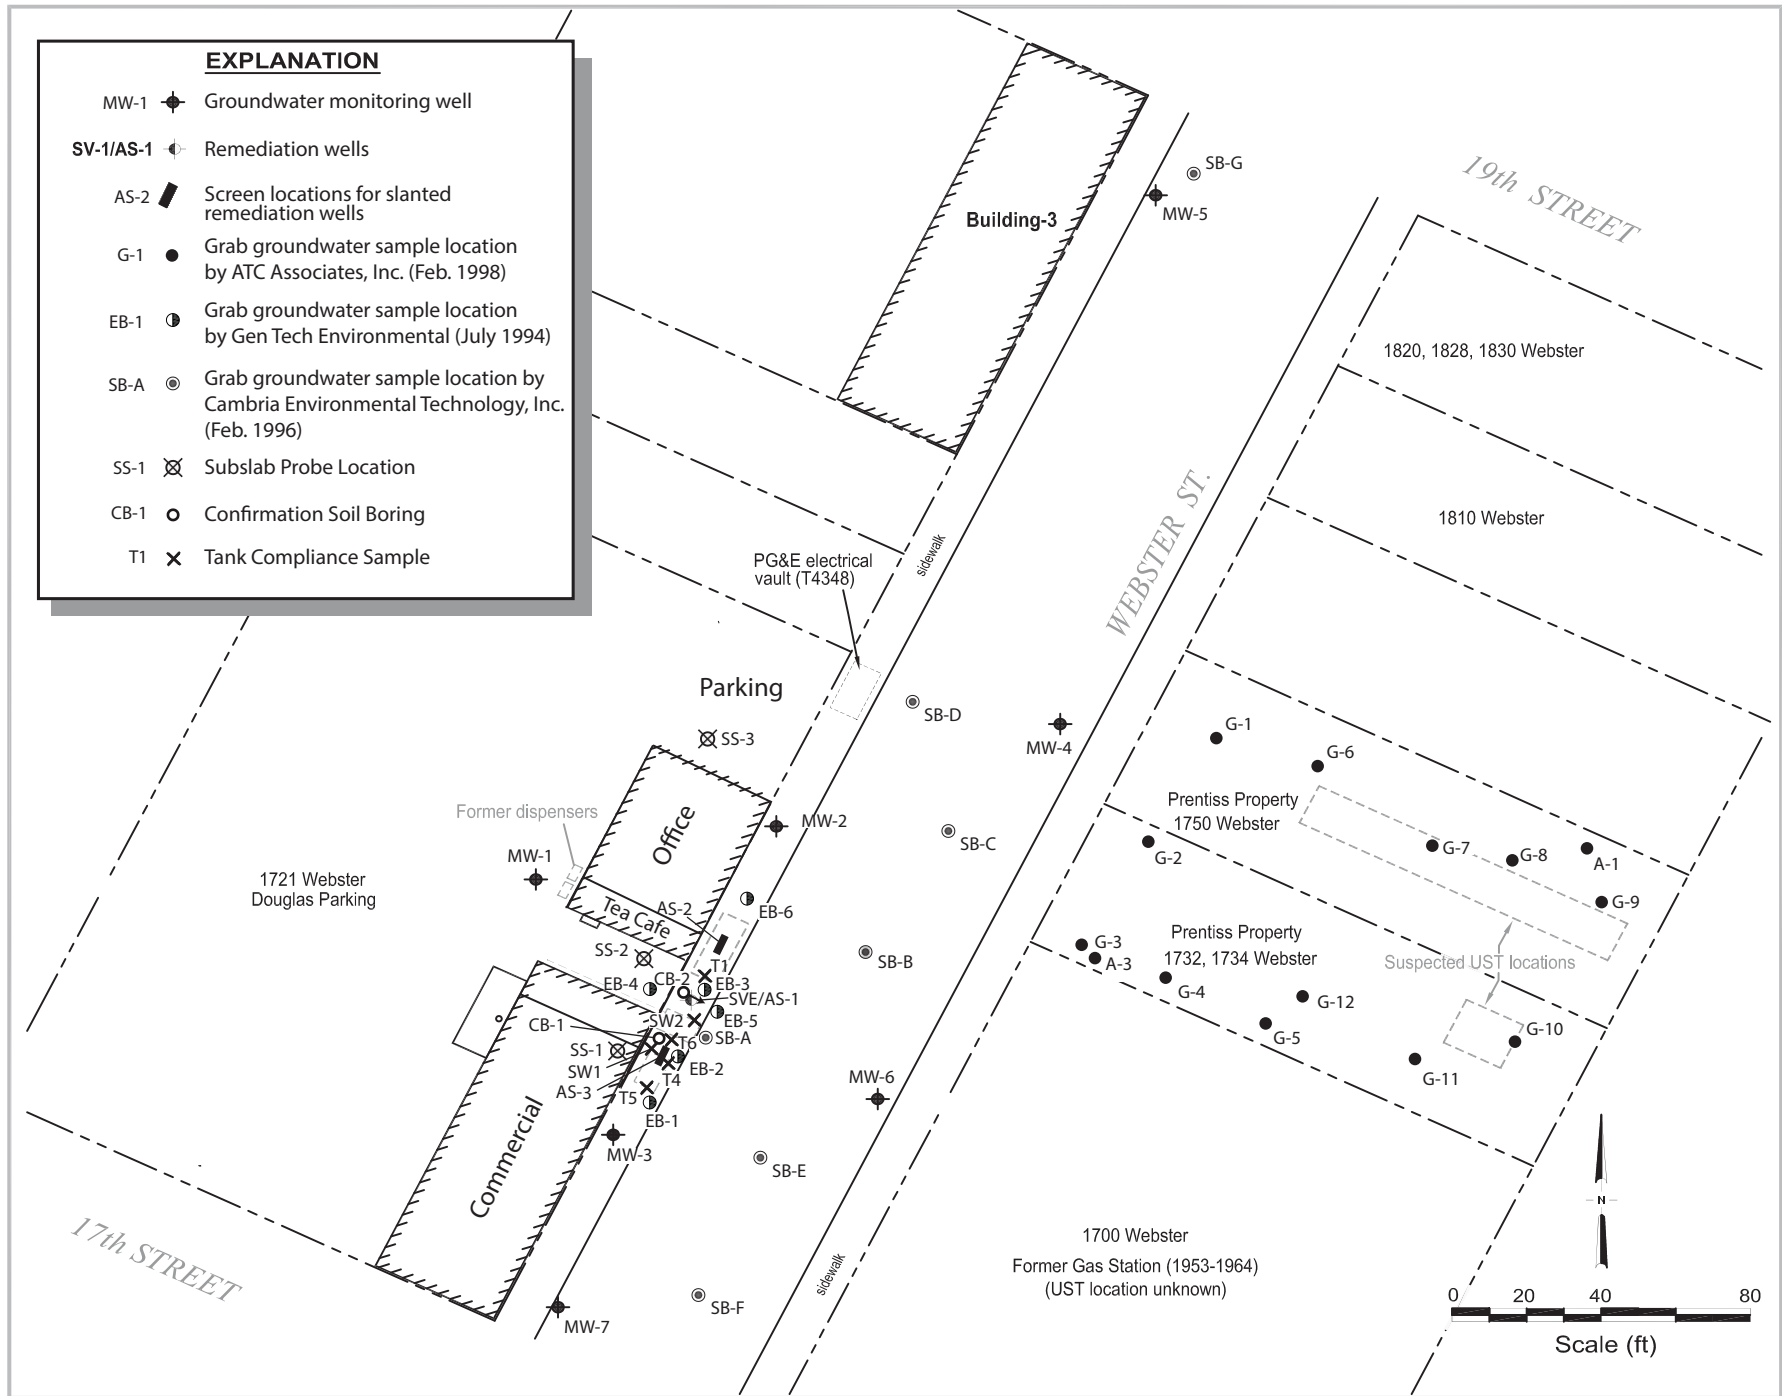 EXPLANATION
MW-1 Groundwater monitoring well
SV-1/AS-1 Remediation wells
AS-2 Screen locations for slanted
remediation wells
G-1 Grab groundwater sample location
by ATC Associates, Inc. (Feb. 1998)
EB-1 Grab groundwater sample location
by Gen Tech Environmental (July 1994)
SB-A Grab groundwater sample location by
Cambria Environmental Technology, Inc.
(Feb. 1996)
SS-1 Subslab Probe Location
CB-1 Confirmation Soil Boring
T1 Tank Compliance Sample
SB-G
MW-5
Building-3
19th STREET
1820, 1828, 1830 Webster
1810 Webster
WEBSTER ST.
sidewalk
PG&E electrical
vault (T4348)
Parking
SS-3
SB-D
MW-4
G-1
G-6
Prentiss Property
1750 Webster
G-2
G-7
G-8
A-1
G-9
Former dispensers
Office
MW-2
SB-C
MW-1
1721 Webster
Douglas Parking
Tea Cafe
AS-2
EB-6
SS-2
SB-B
G-3
A-3
Prentiss Property
1732, 1734 Webster
Suspected UST locations
G-4
G-12
G-5
G-10
G-11
T1
EB-4
CB-2
EB-3
SVE/AS-1
CB-1
SW2
EB-5
SB-A
SS-1
T6
SW1
EB-2
AS-3
T4
T5
EB-1
MW-6
MW-3
Commercial
SB-E
17th STREET
SB-F
MW-7
sidewalk
1700 Webster
Former Gas Station (1953-1964)
(UST location unknown)
N
0 20 40 80
Scale (ft)